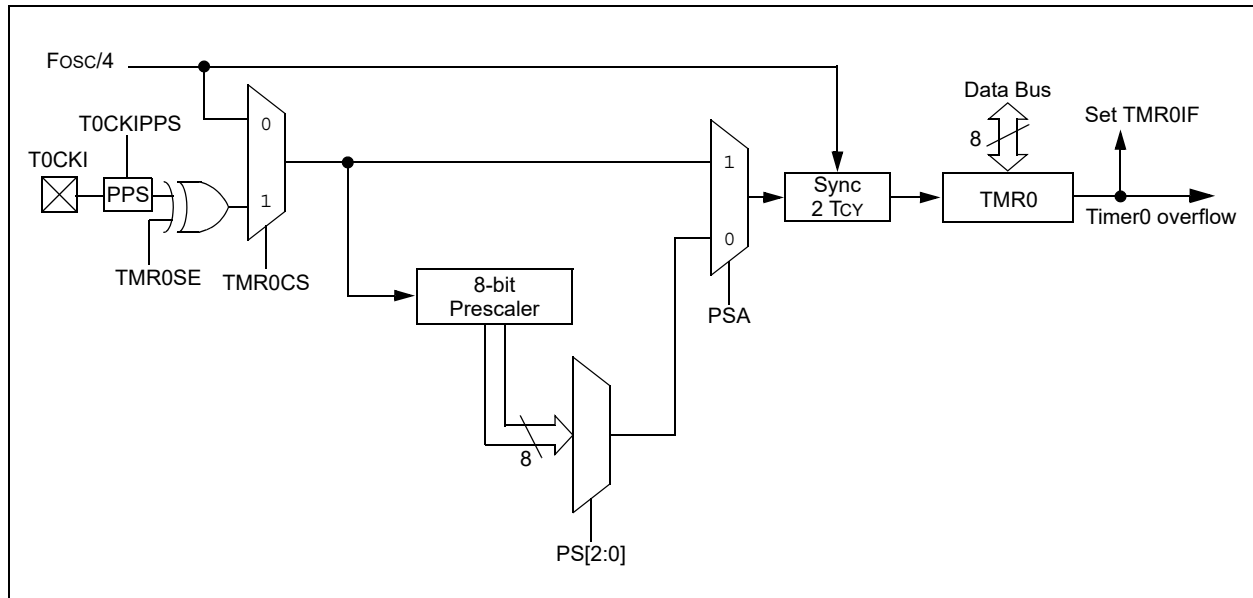 FOSC/4
Data Bus
T0CKIPPS
0
Set TMR0IF
T0CKI
8
1
PPS
1
Sync
2 TCY
TMR0
Timer0 overflow
0
TMR0SE
TMR0CS
8-bit
Prescaler
PSA
8
PS[2:0]